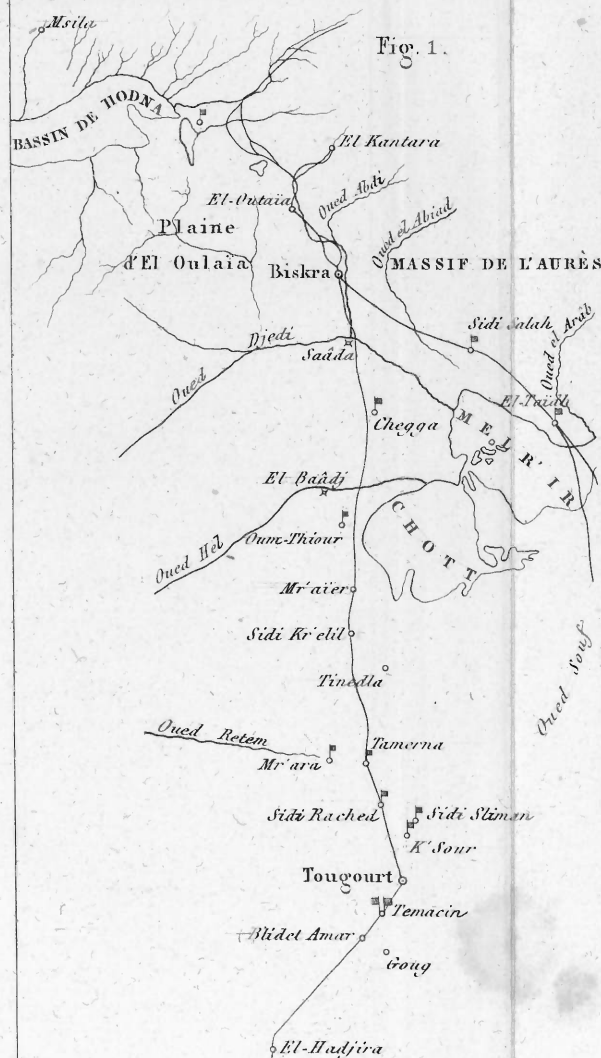 Msila
Fig. 1.
BASSIN DE HODNA
El Kantara
Oued Abdi
El-Outaïa
Oued el Abiad
Plaine
d'El Oulaïa
Biskra
MASSIF DE L'AURÈS
Sidi Salah
Oued el Arâb
Oued Djedi
Saâda
El-Taïdh
Chegga
MELR'IR
El Baâdj
CHOTT
Oum-Thiour
Oued Hel
Mr'aïer
Sidi Kr'elil
Oued Souf
Tinedla
Oued Retem
Tamerna
Mr'ara
Sidi Rached
Sidi Sliman
K'Sour
Tougourt
Temacin
Blidet Amar
Goug
El-Hadjira